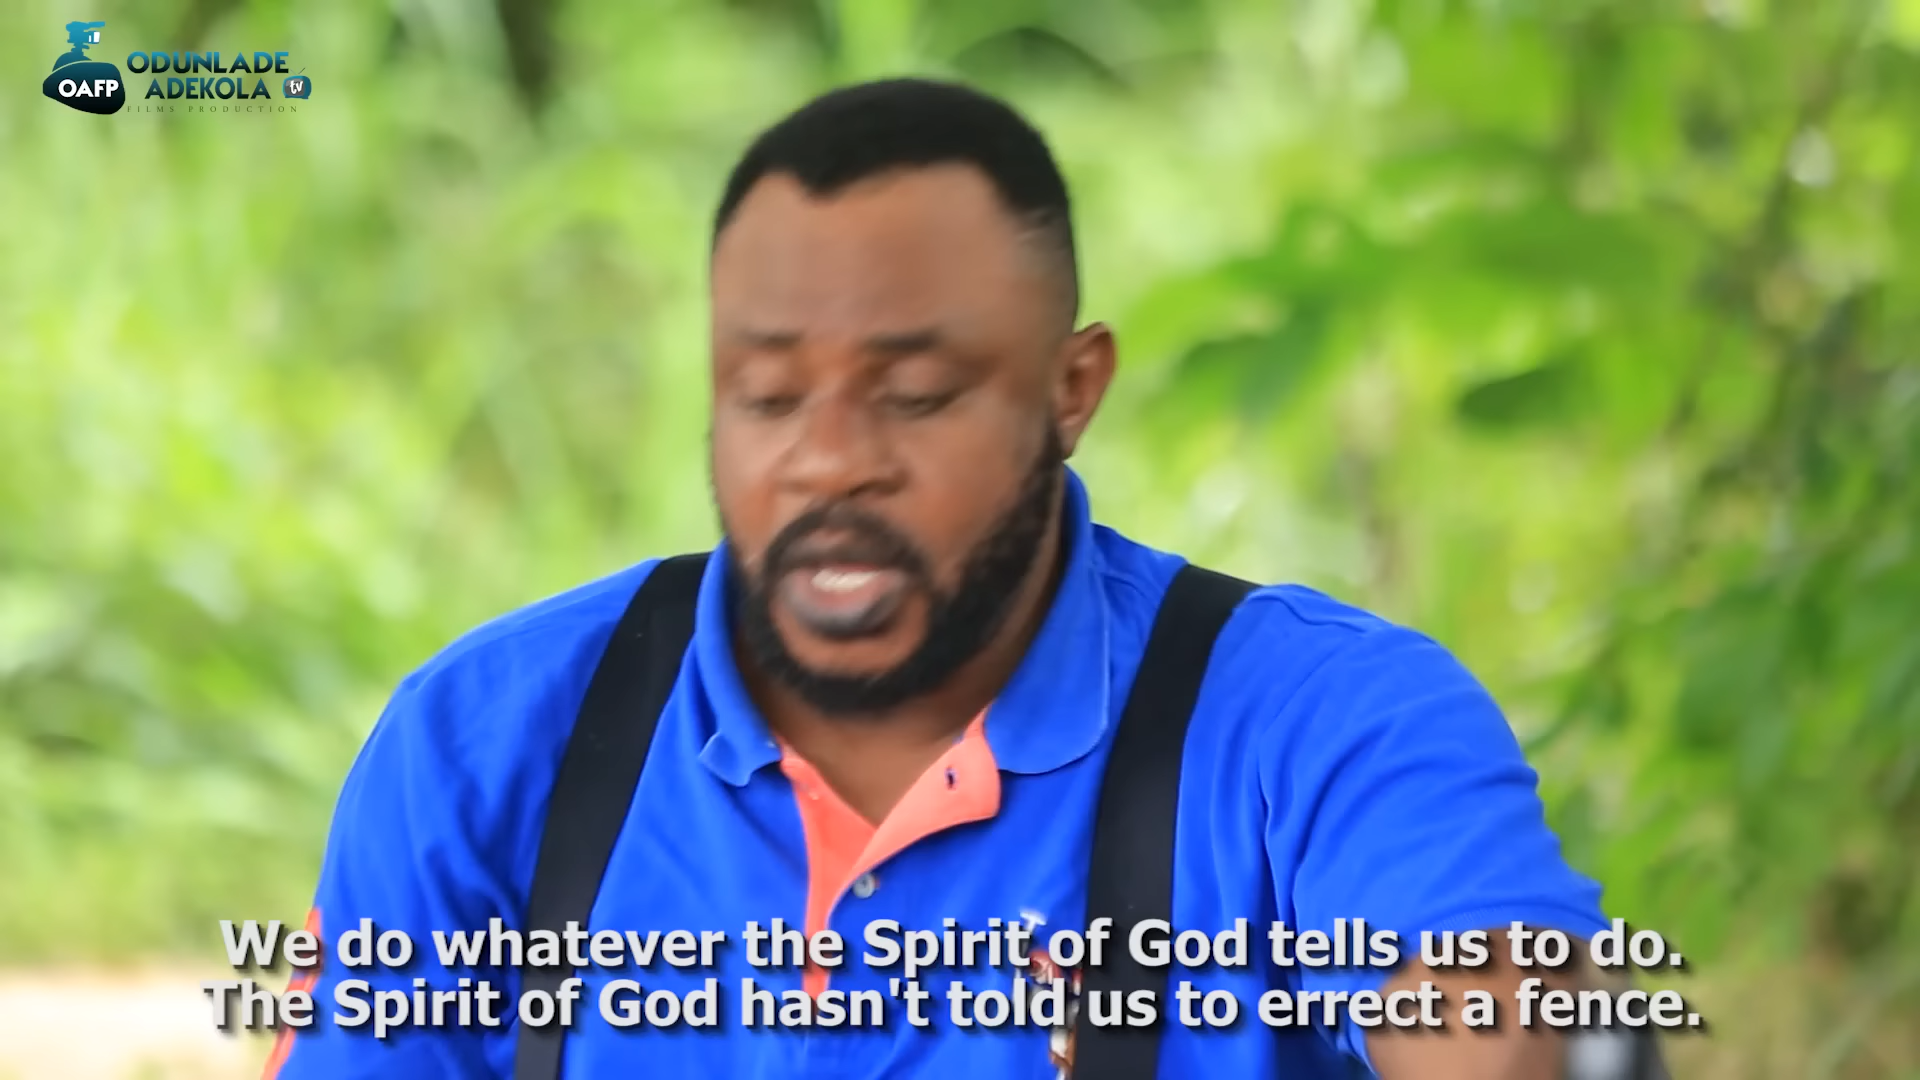 OAFP
ODUNLADE
ADEKOLA tv
FILMS PRODUCTION
We do whatever the Spirit of God tells us to do.
The Spirit of God hasn't told us to errect a fence.